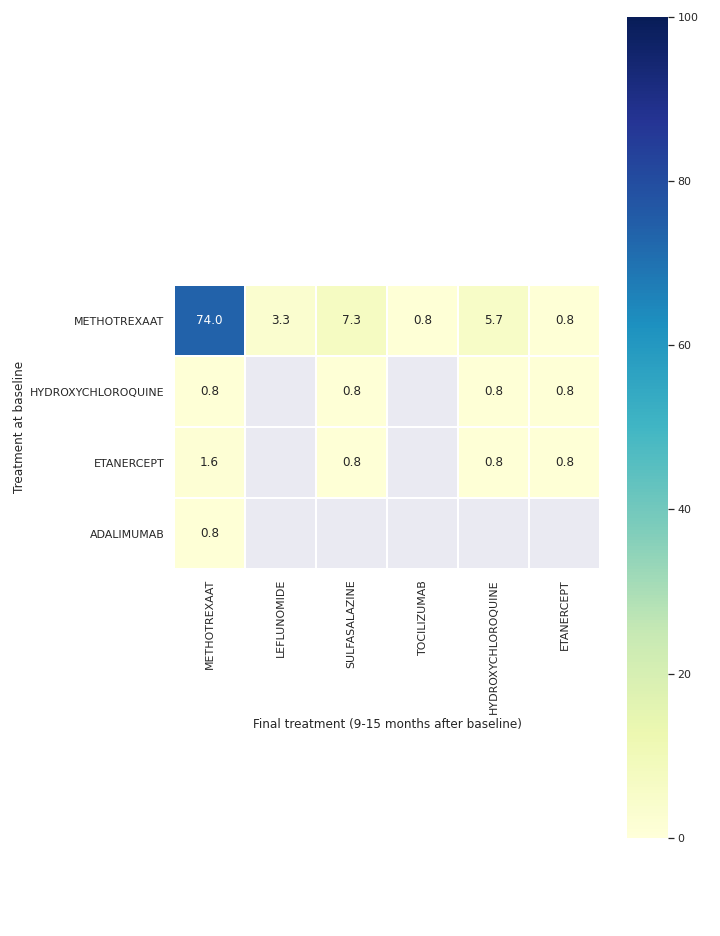 100
80
60
40
20
0
Treatment at baseline
METHOTREXAAT 74.0 3.3 7.3 0.8 5.7 0.8
HYDROXYCHLOROQUINE 0.8 0.8 0.8 0.8
ETANERCEPT 1.6 0.8 0.8 0.8
ADALIMUMAB 0.8
METHOTREXAAT
LEFLUNOMIDE
SULFASALAZINE
TOCILIZUMAB
HYDROXYCHLOROQUINE
ETANERCEPT
Final treatment (9-15 months after baseline)